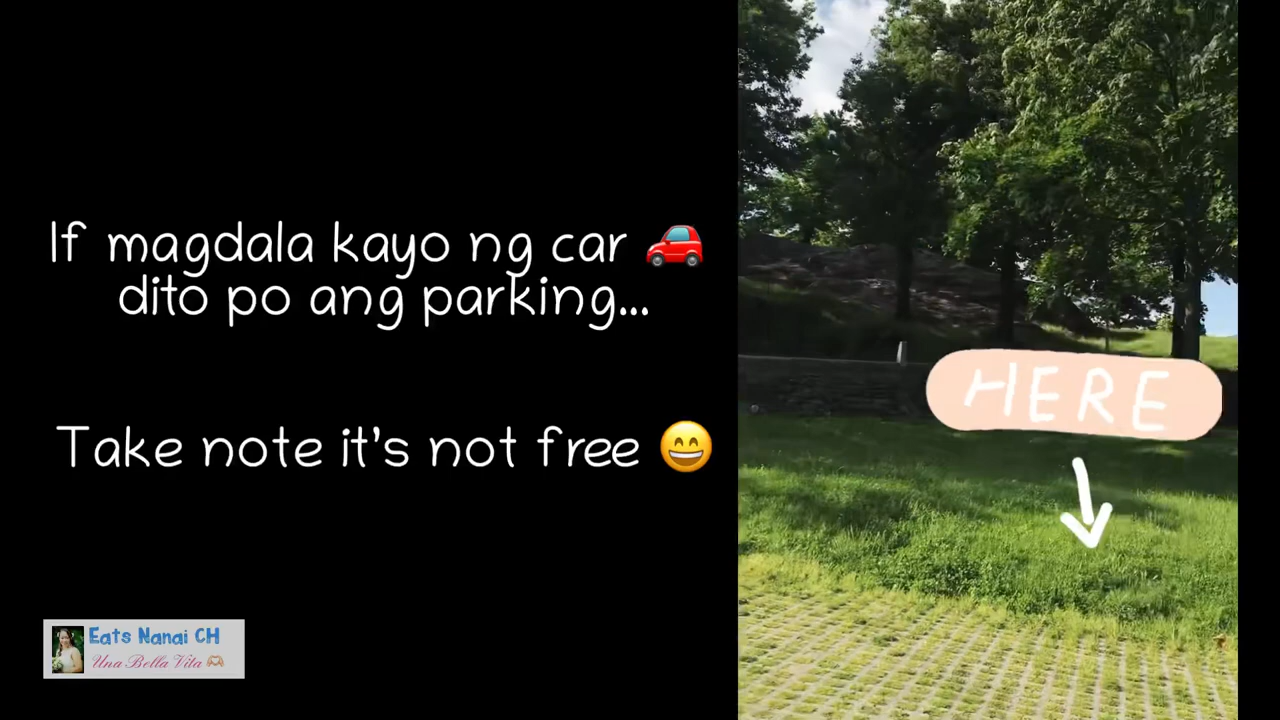 If magdala kayo ng car 🚗
dito po ang parking...
Take note it's not free 😄
HERE
Eats Nanai CH
Una Bella Vita 🫶🏼